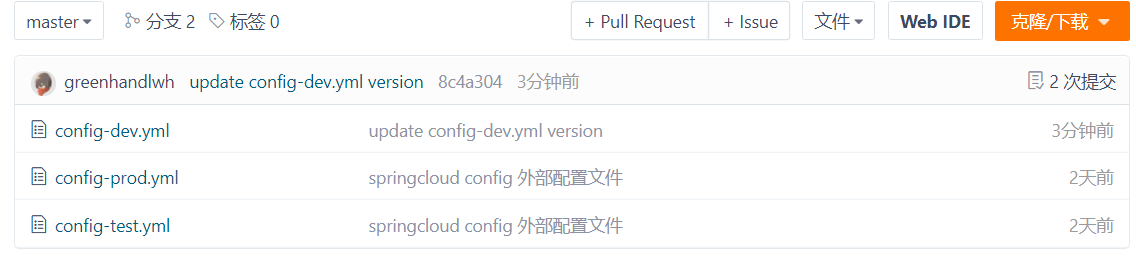 master 分支 2 标签 0 + Pull Request + Issue 文件 Web IDE 克隆/下载
greenhandlwh update config-dev.yml version 8c4a304 3分钟前 2 次提交
config-dev.yml update config-dev.yml version 3分钟前
config-prod.yml springcloud config 外部配置文件 2天前
config-test.yml springcloud config 外部配置文件 2天前